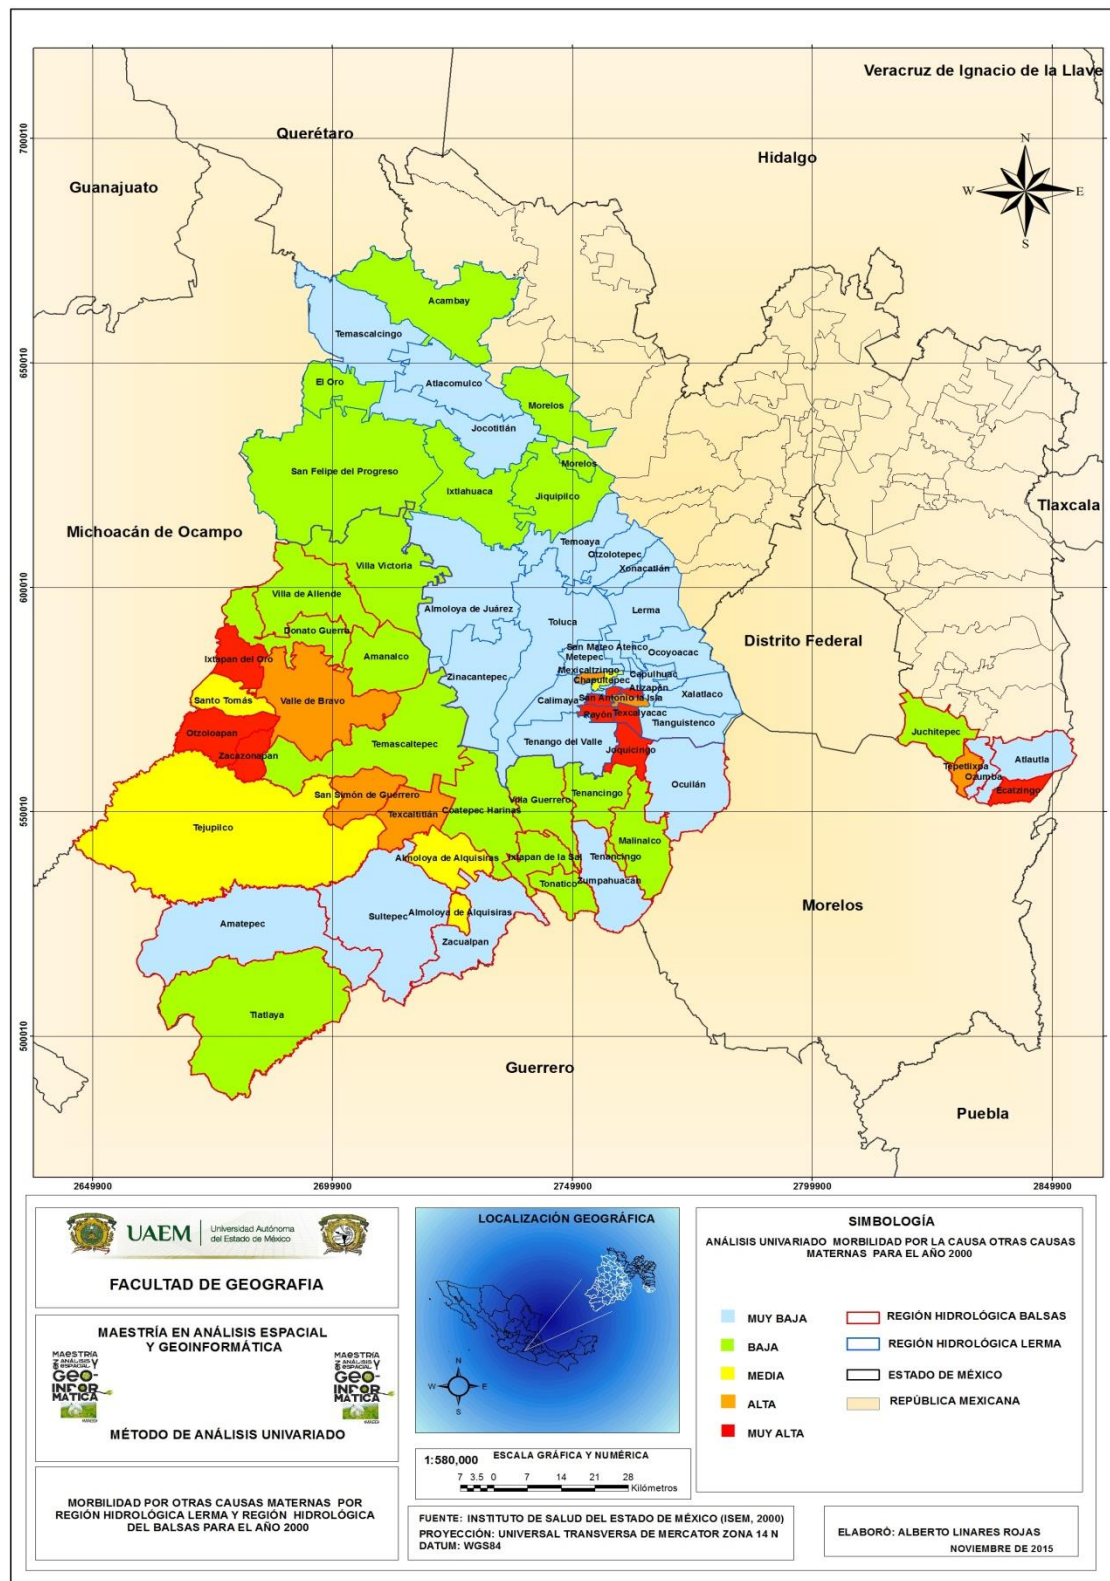 Veracruz de Ignacio de la Llave
Querétaro
Hidalgo
Guanajuato
N
W
E
S
700010
Acambay
Temascalcingo
650010
El Oro
Atlacomulco
Morelos
Jocotitlán
San Felipe del Progreso
Morelos
Ixtlahuaca
Jiquipilco
Tlaxcala
Michoacán de Ocampo
Temoaya
Otzolotepec
Villa Victoria
Xonacatlán
600010
Villa de Allende
Almoloya de Juárez
Lerma
Toluca
Donato Guerra
Distrito Federal
San Mateo Atenco
Ocoyoacac
Amanalco
Metepec
Ixtapan del Oro
Mexicaltzingo
Capulhuac
Zinacantepec
Chapultepec
Atizapán
Santo Tomás
Valle de Bravo
Calimaya
San Antonio la Isla
Xalatlaco
Rayón
Texcalyacac
Otzoloapan
Tianguistenco
Juchitepec
Temascaltepec
Tenango del Valle
Joquicingo
Zacazonapan
Atlautla
Tepetlixpa
Ozumba
Ocuilán
Ecatzingo
San Simón de Guerrero
Villa Guerrero
Tenancingo
Texcaltitlán
Coatepec Harinas
550010
Tejupilco
Malinalco
Almoloya de Alquisiras
Ixtapan de la Sal
Tenancingo
Zumpahuacán
Tonatico
Morelos
Amatepec
Sultepec
Almoloya de Alquisiras
Zacualpan
Tlatlaya
500010
Guerrero
Puebla
2649900
2699900
2749900
2799900
2849900
UAEM
Universidad Autónoma
del Estado de México
FACULTAD DE GEOGRAFIA
MAESTRÍA EN ANÁLISIS ESPACIAL
Y GEOINFORMÁTICA
MÉTODO DE ANÁLISIS UNIVARIADO
MORBILIDAD POR OTRAS CAUSAS MATERNAS POR
REGIÓN HIDROLÓGICA LERMA Y REGIÓN HIDROLÓGICA
DEL BALSAS PARA EL AÑO 2000
LOCALIZACIÓN GEOGRÁFICA
N
W
E
S
1:580,000
ESCALA GRÁFICA Y NUMÉRICA
7 3.5 0 7 14 21 28
Kilómetros
FUENTE: INSTITUTO DE SALUD DEL ESTADO DE MÉXICO (ISEM, 2000)
PROYECCIÓN: UNIVERSAL TRANSVERSA DE MERCATOR ZONA 14 N
DATUM: WGS84
SIMBOLOGÍA
ANÁLISIS UNIVARIADO MORBILIDAD POR LA CAUSA OTRAS CAUSAS
MATERNAS PARA EL AÑO 2000
MUY BAJA
BAJA
MEDIA
ALTA
MUY ALTA
REGIÓN HIDROLÓGICA BALSAS
REGIÓN HIDROLÓGICA LERMA
ESTADO DE MÉXICO
REPÚBLICA MEXICANA
ELABORÓ: ALBERTO LINARES ROJAS
NOVIEMBRE DE 2015